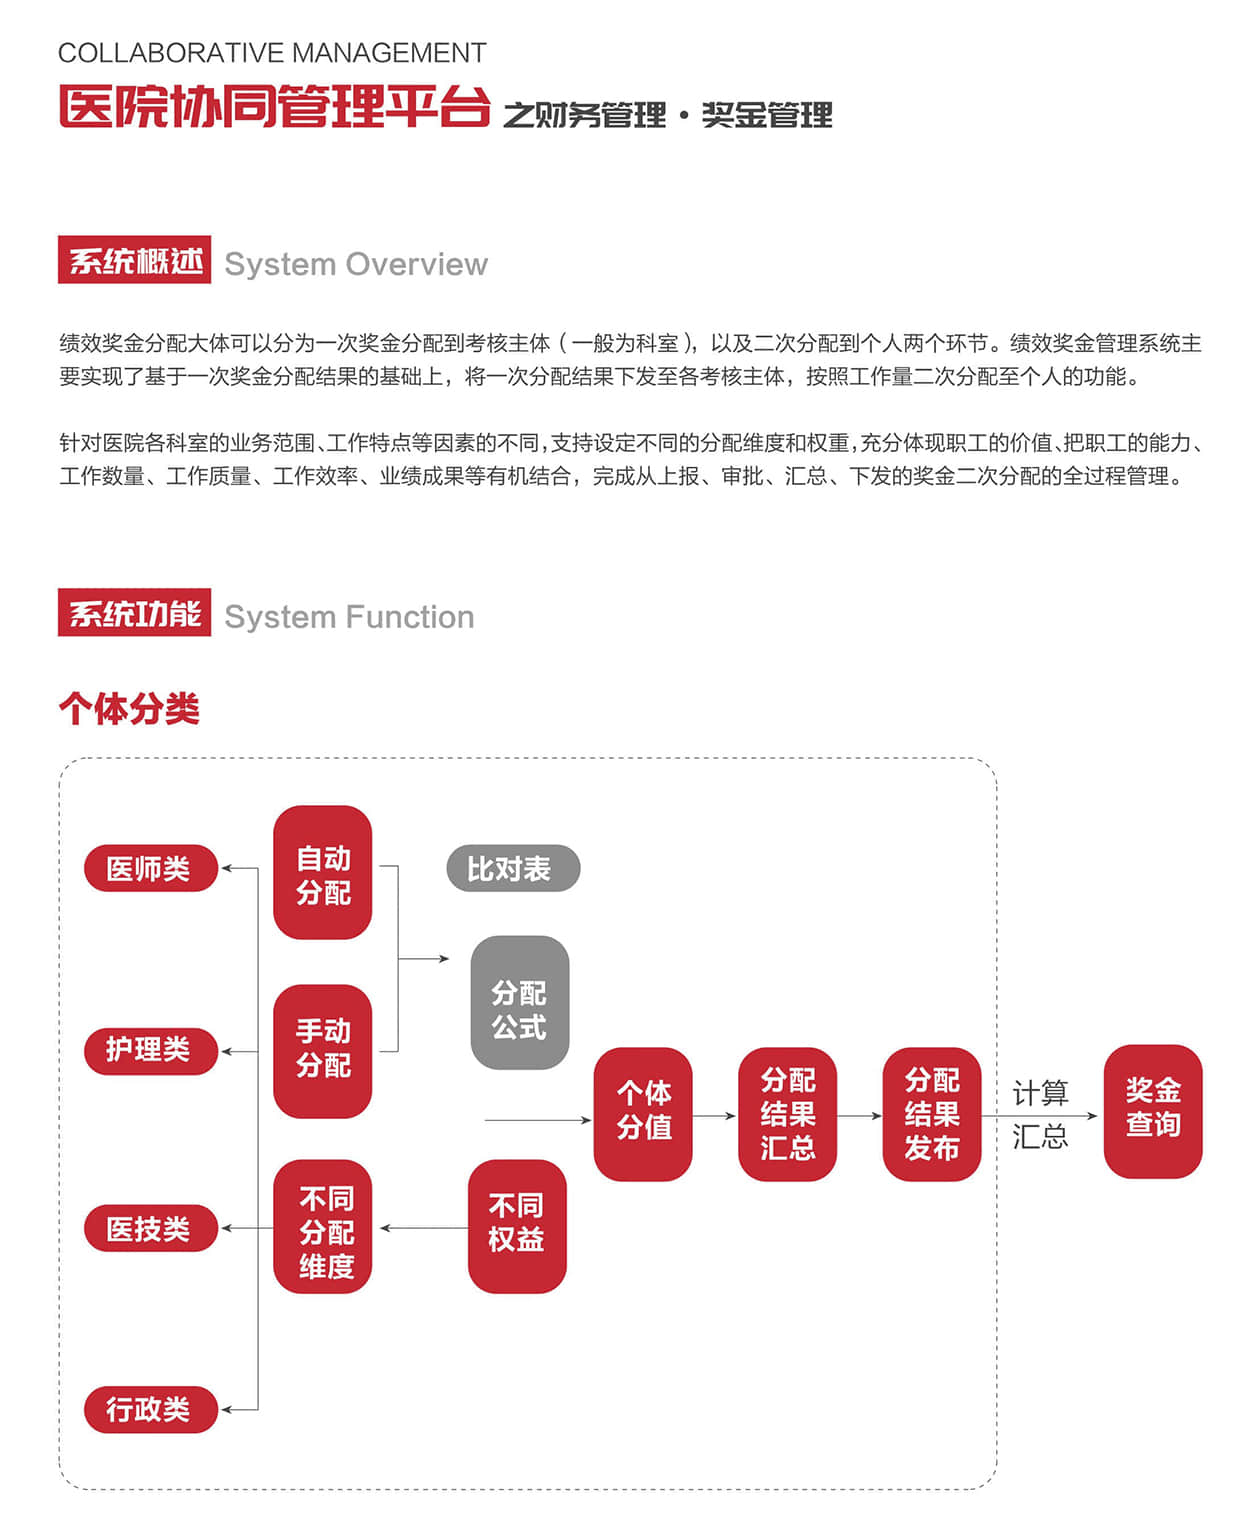 COLLABORATIVE MANAGEMENT
医院协同管理平台 之财务管理·奖金管理
系统概述 System Overview
绩效奖金分配大体可以分为一次奖金分配到考核主体（一般为科室），以及二次分配到个人两个环节。绩效奖金管理系统主
要实现了基于一次奖金分配结果的基础上，将一次分配结果下发至各考核主体，按照工作量二次分配至个人的功能。
针对医院各科室的业务范围、工作特点等因素的不同，支持设定不同的分配维度和权重，充分体现职工的价值、把职工的能力、
工作数量、工作质量、工作效率、业绩成果等有机结合，完成从上报、审批、汇总、下发的奖金二次分配的全过程管理。
系统功能 System Function
个体分类
医师类
护理类
医技类
行政类
自动
分配
手动
分配
不同
分配
维度
比对表
分配
公式
不同
权益
个体
分值
分配
结果
汇总
分配
结果
发布
计算
汇总
奖金
查询